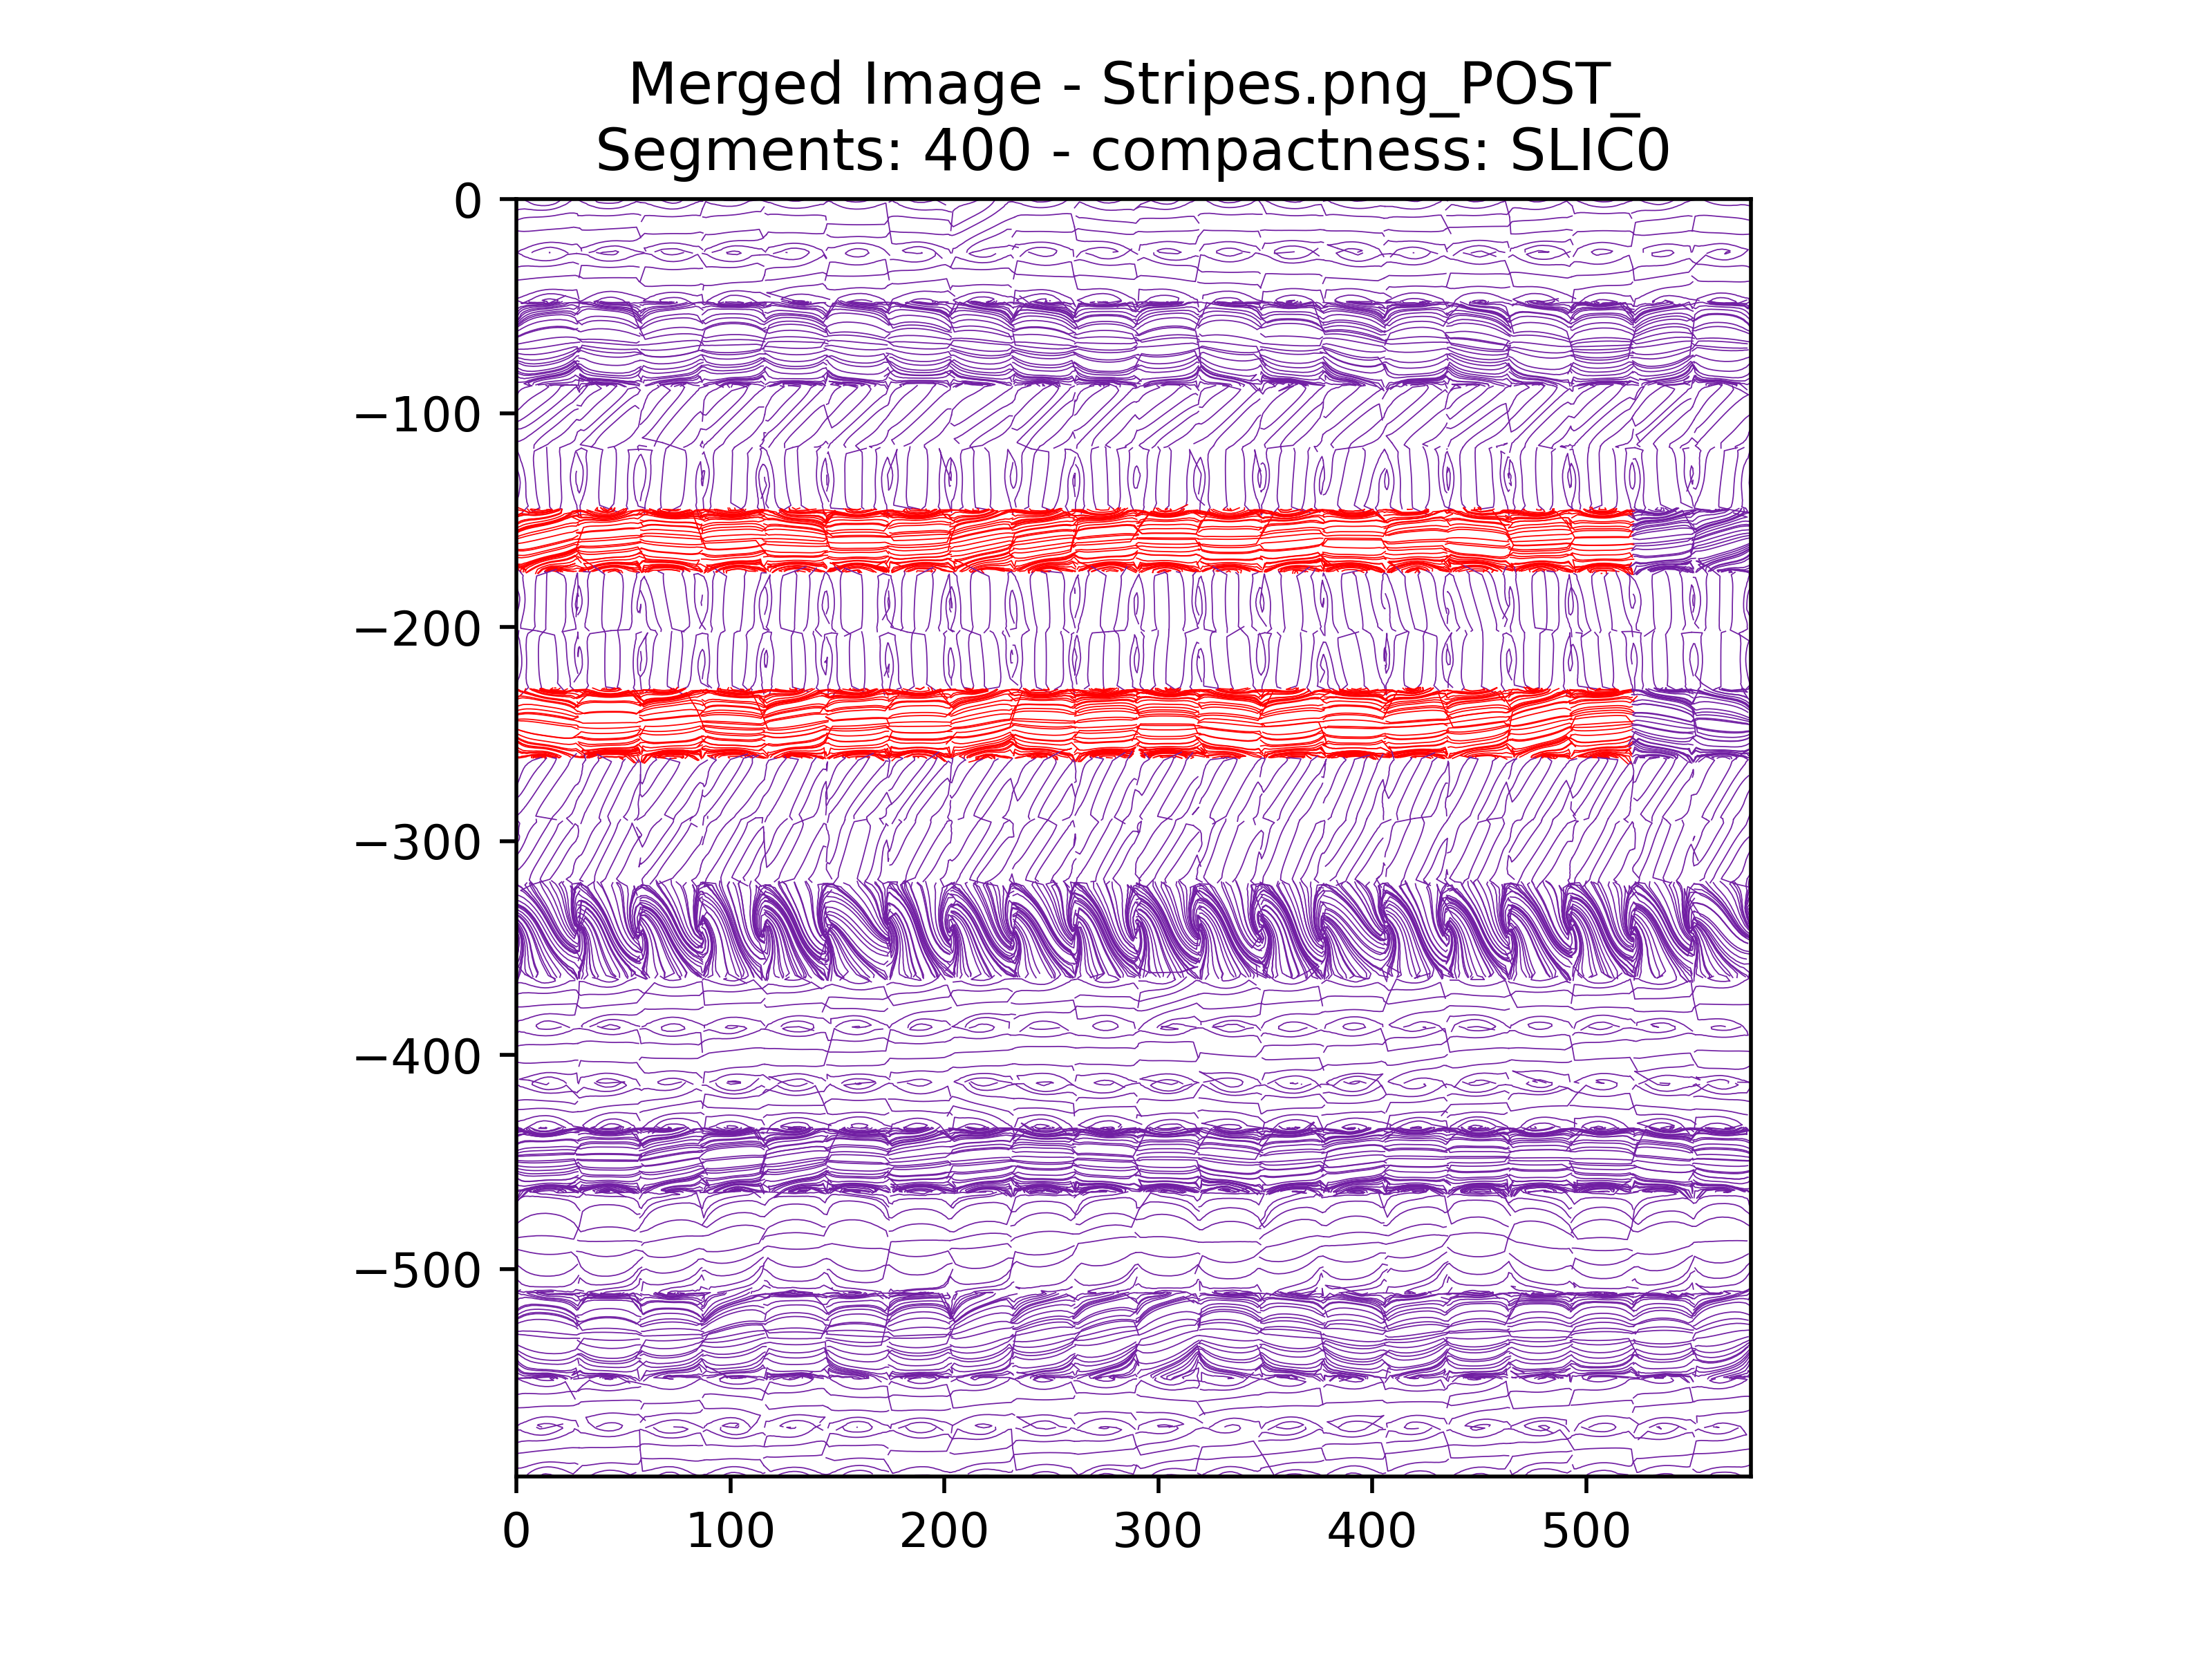 Merged Image - Stripes.png_POST_
Segments: 400 - compactness: SLIC0
0
−100
−200
−300
−400
−500
0 100 200 300 400 500